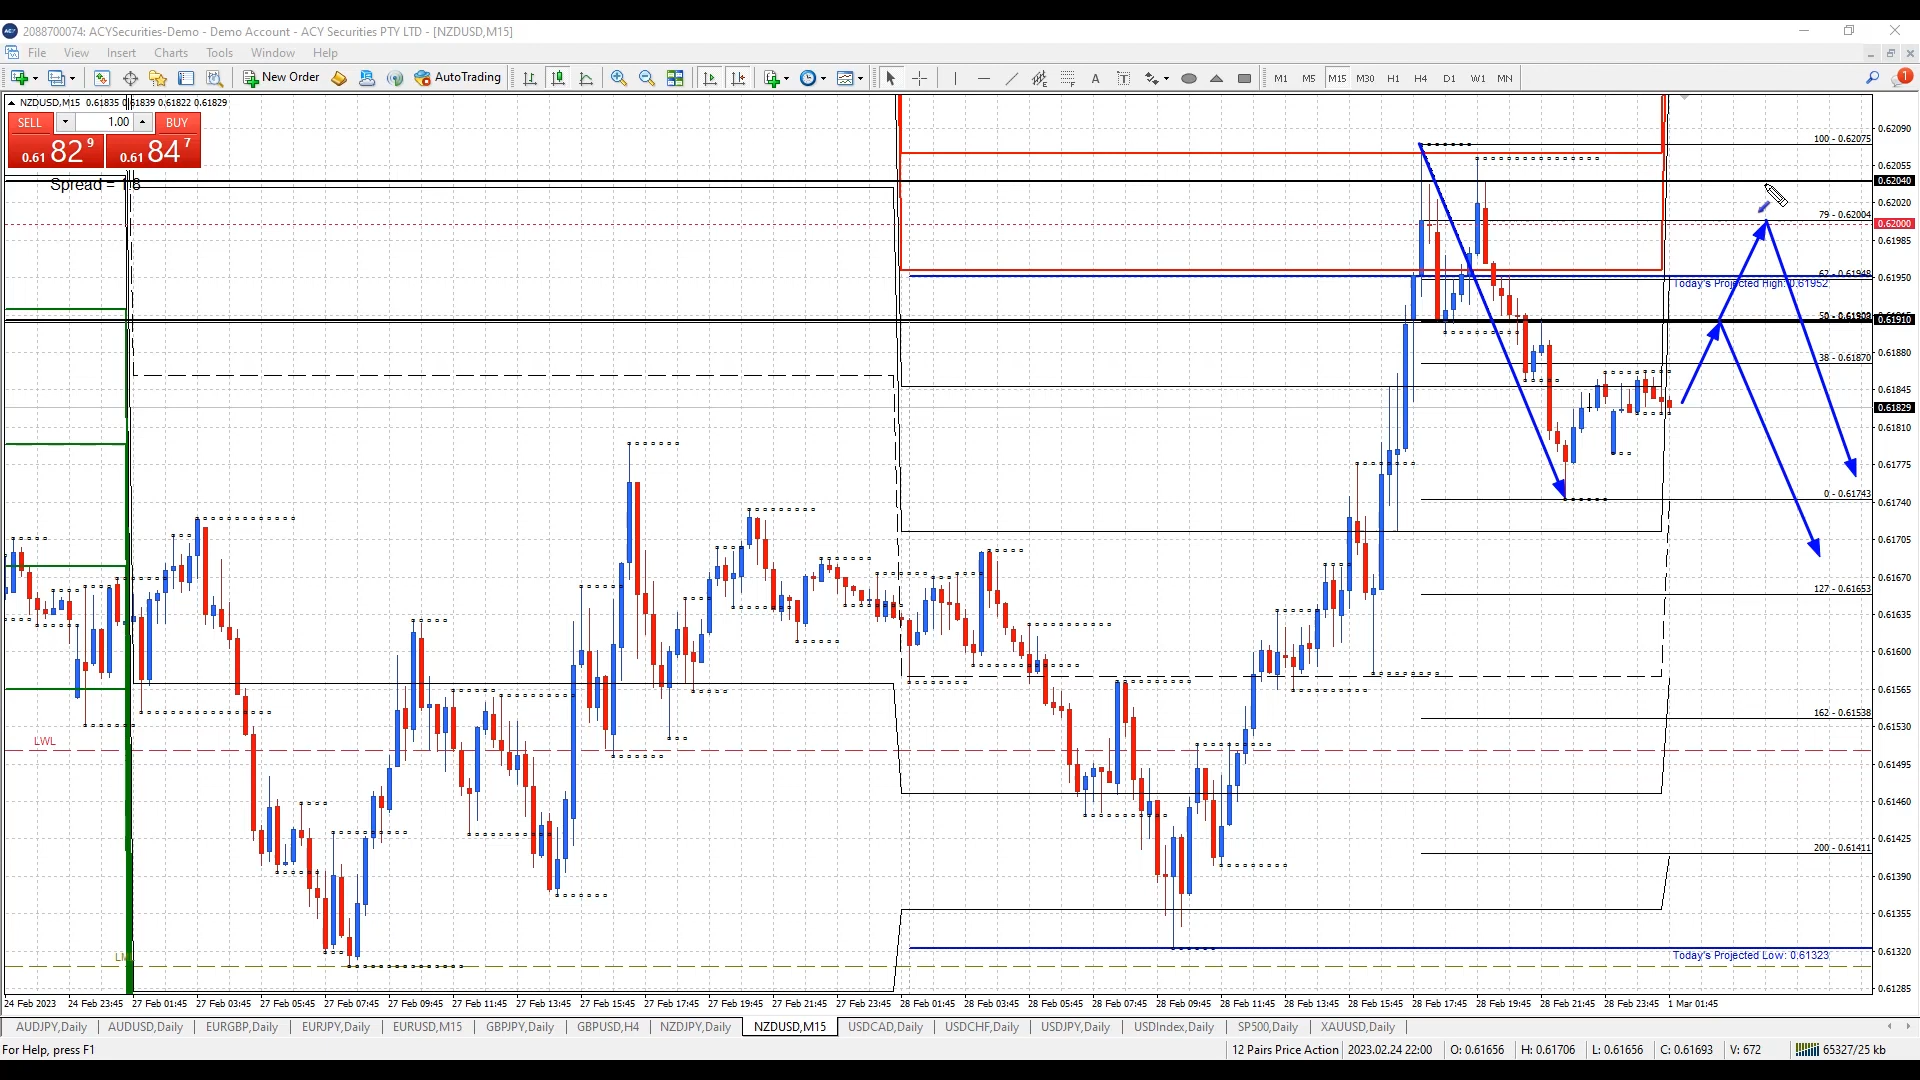 2088700074: ACYSecurities-Demo - Demo Account - ACY Securities PTY LTD - [NZDUSD,M15]
File View Insert Charts Tools Window Help
New Order AutoTrading M1 M5 M15 M30 H1 H4 D1 W1 MN 1
NZDUSD,M15 0.61835 0.61839 0.61822 0.61829
SELL 1.00 BUY
0.61 82 9 0.61 84 7
Spread = 1.8
100 - 0.62075
79 - 0.62004
62 - 0.61948
Today's Projected High: 0.61952
38 - 0.61870
0 - 0.61743
127 - 0.61653
162 - 0.61538
LWL
200 - 0.61411
Today's Projected Low: 0.61323
0.62090
0.62055
0.62040
0.62020
0.62000
0.61985
0.61950
0.61910
0.61880
0.61845
0.61829
0.61810
0.61775
0.61740
0.61705
0.61670
0.61635
0.61600
0.61565
0.61530
0.61495
0.61460
0.61425
0.61390
0.61355
0.61320
0.61285
24 Feb 2023 24 Feb 23:45 27 Feb 01:45 27 Feb 03:45 27 Feb 05:45 27 Feb 07:45 27 Feb 09:45 27 Feb 11:45 27 Feb 13:45 27 Feb 15:45 27 Feb 17:45 27 Feb 19:45 27 Feb 21:45 27 Feb 23:45 28 Feb 01:45 28 Feb 03:45 28 Feb 05:45 28 Feb 07:45 28 Feb 09:45 28 Feb 11:45 28 Feb 13:45 28 Feb 15:45 28 Feb 17:45 28 Feb 19:45 28 Feb 21:45 28 Feb 23:45 1 Mar 01:45
AUDJPY,Daily AUDUSD,Daily EURGBP,Daily EURJPY,Daily EURUSD,M15 GBPJPY,Daily GBPUSD,H4 NZDJPY,Daily NZDUSD,M15 USDCAD,Daily USDCHF,Daily USDJPY,Daily USDIndex,Daily SP500,Daily XAUUSD,Daily
For Help, press F1 12 Pairs Price Action 2023.02.24 22:00 O: 0.61656 H: 0.61706 L: 0.61656 C: 0.61693 V: 672 65327/25 kb